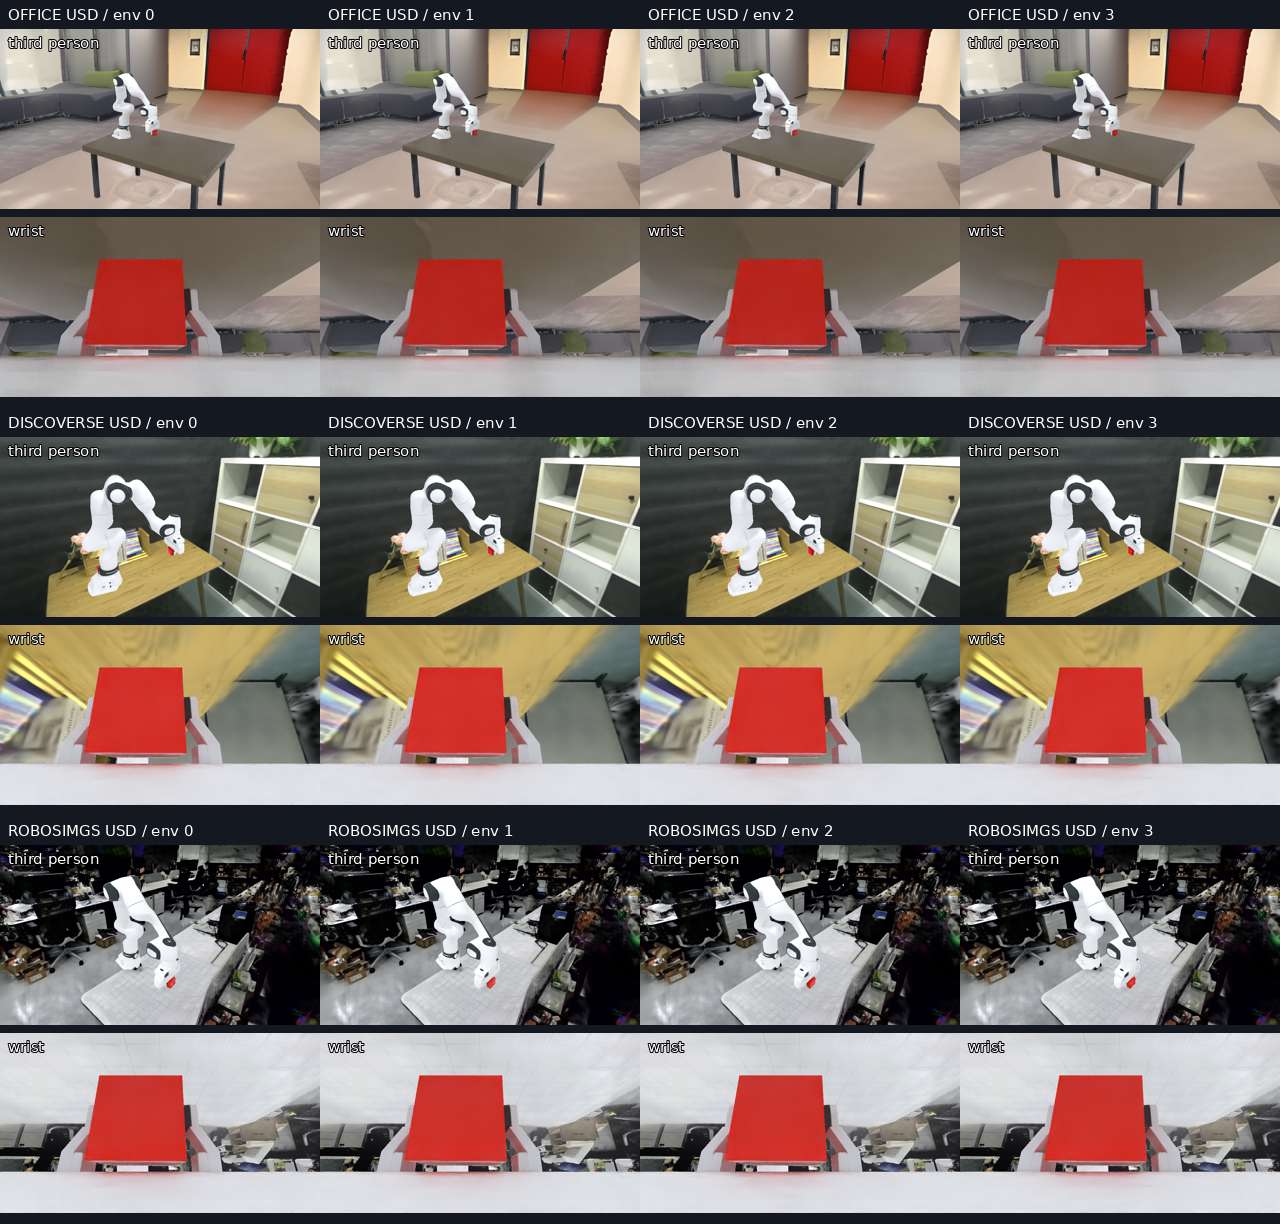 OFFICE USD / env 0
OFFICE USD / env 1
OFFICE USD / env 2
OFFICE USD / env 3
third person
third person
third person
third person
wrist
wrist
wrist
wrist
DISCOVERSE USD / env 0
DISCOVERSE USD / env 1
DISCOVERSE USD / env 2
DISCOVERSE USD / env 3
third person
third person
third person
third person
wrist
wrist
wrist
wrist
ROBOSIMGS USD / env 0
ROBOSIMGS USD / env 1
ROBOSIMGS USD / env 2
ROBOSIMGS USD / env 3
third person
third person
third person
third person
wrist
wrist
wrist
wrist